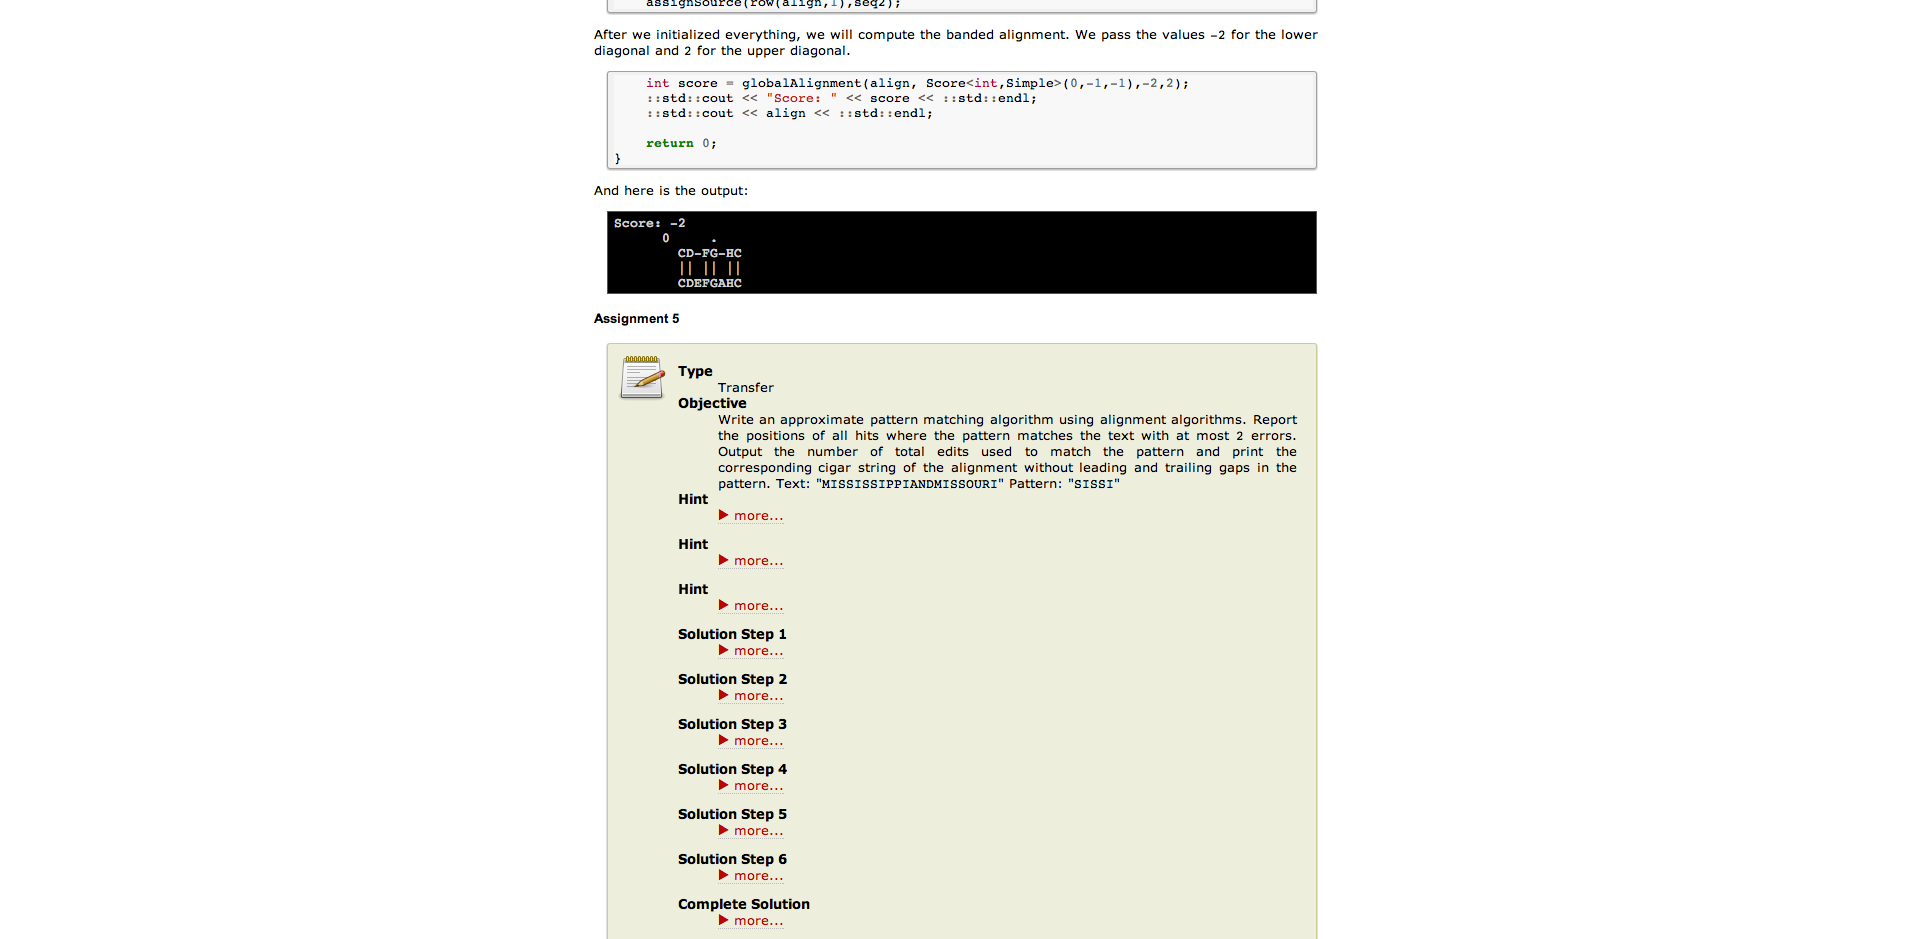 assignSource(row(align,1),seq2);
After we initialized everything, we will compute the banded alignment. We pass the values -2 for the lower
diagonal and 2 for the upper diagonal.
int score = globalAlignment(align, Score<int,Simple>(0,-1,-1),-2,2);
::std::cout << "Score: " << score << ::std::endl;
::std::cout << align << ::std::endl;
return 0;
}
And here is the output:
Score: -2
0     .
CD-FG-HC
|| || ||
CDEFGAHC
Assignment 5
Type
Transfer
Objective
Write an approximate pattern matching algorithm using alignment algorithms. Report
the positions of all hits where the pattern matches the text with at most 2 errors.
Output the number of total edits used to match the pattern and print the
corresponding cigar string of the alignment without leading and trailing gaps in the
pattern. Text: "MISSISSIPPIANDMISSOURI" Pattern: "SISSI"
Hint
▶ more...
Hint
▶ more...
Hint
▶ more...
Solution Step 1
▶ more...
Solution Step 2
▶ more...
Solution Step 3
▶ more...
Solution Step 4
▶ more...
Solution Step 5
▶ more...
Solution Step 6
▶ more...
Complete Solution
▶ more...